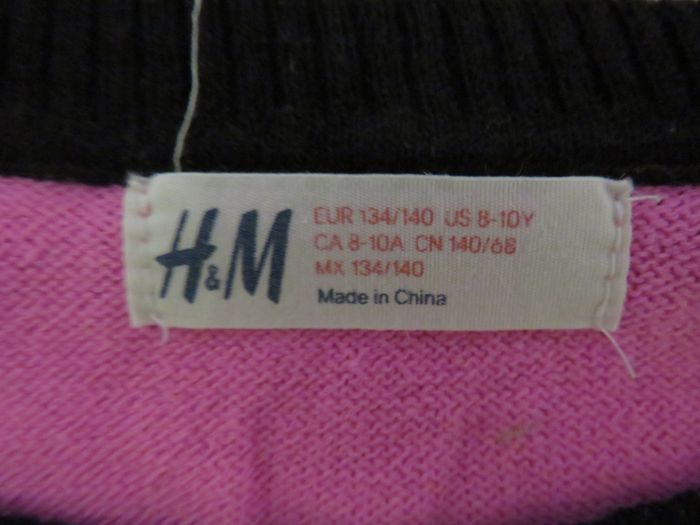 H&M
EUR 134/140 US 8-10Y
CA 8-10A CN 140/68
MX 134/140
Made in China